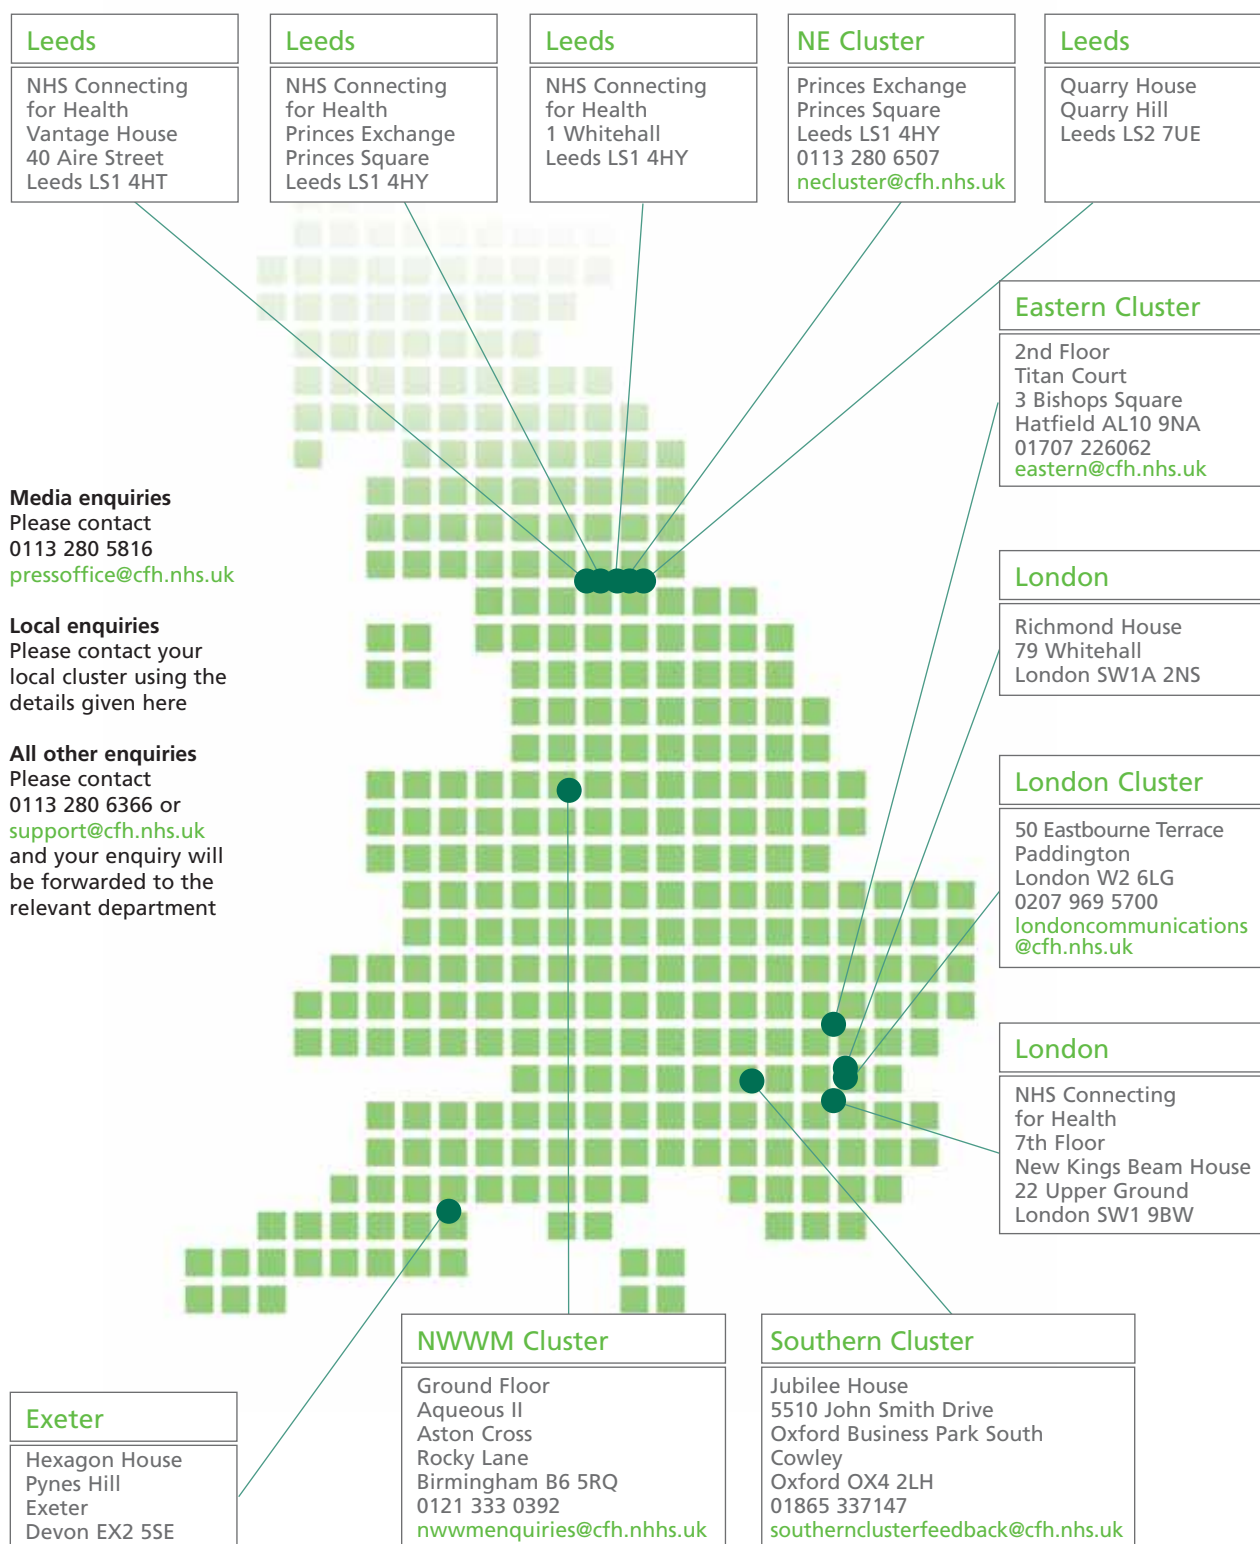 Leeds
NHS Connecting
for Health
Vantage House
40 Aire Street
Leeds LS1 4HT
Leeds
NHS Connecting
for Health
Princes Exchange
Princes Square
Leeds LS1 4HY
Leeds
NHS Connecting
for Health
1 Whitehall
Leeds LS1 4HY
NE Cluster
Princes Exchange
Princes Square
Leeds LS1 4HY
0113 280 6507
necluster@cfh.nhs.uk
Leeds
Quarry House
Quarry Hill
Leeds LS2 7UE
Eastern Cluster
2nd Floor
Titan Court
3 Bishops Square
Hatfield AL10 9NA
01707 226062
eastern@cfh.nhs.uk
Media enquiries
Please contact
0113 280 5816
pressoffice@cfh.nhs.uk
Local enquiries
Please contact your
local cluster using the
details given here
All other enquiries
Please contact
0113 280 6366 or
support@cfh.nhs.uk
and your enquiry will
be forwarded to the
relevant department
London
Richmond House
79 Whitehall
London SW1A 2NS
London Cluster
50 Eastbourne Terrace
Paddington
London W2 6LG
0207 969 5700
londoncommunications
@cfh.nhs.uk
London
NHS Connecting
for Health
7th Floor
New Kings Beam House
22 Upper Ground
London SW1 9BW
Exeter
Hexagon House
Pynes Hill
Exeter
Devon EX2 5SE
NWWM Cluster
Ground Floor
Aqueous II
Aston Cross
Rocky Lane
Birmingham B6 5RQ
0121 333 0392
nwwmenquiries@cfh.nhhs.uk
Southern Cluster
Jubilee House
5510 John Smith Drive
Oxford Business Park South
Cowley
Oxford OX4 2LH
01865 337147
southernclusterfeedback@cfh.nhs.uk